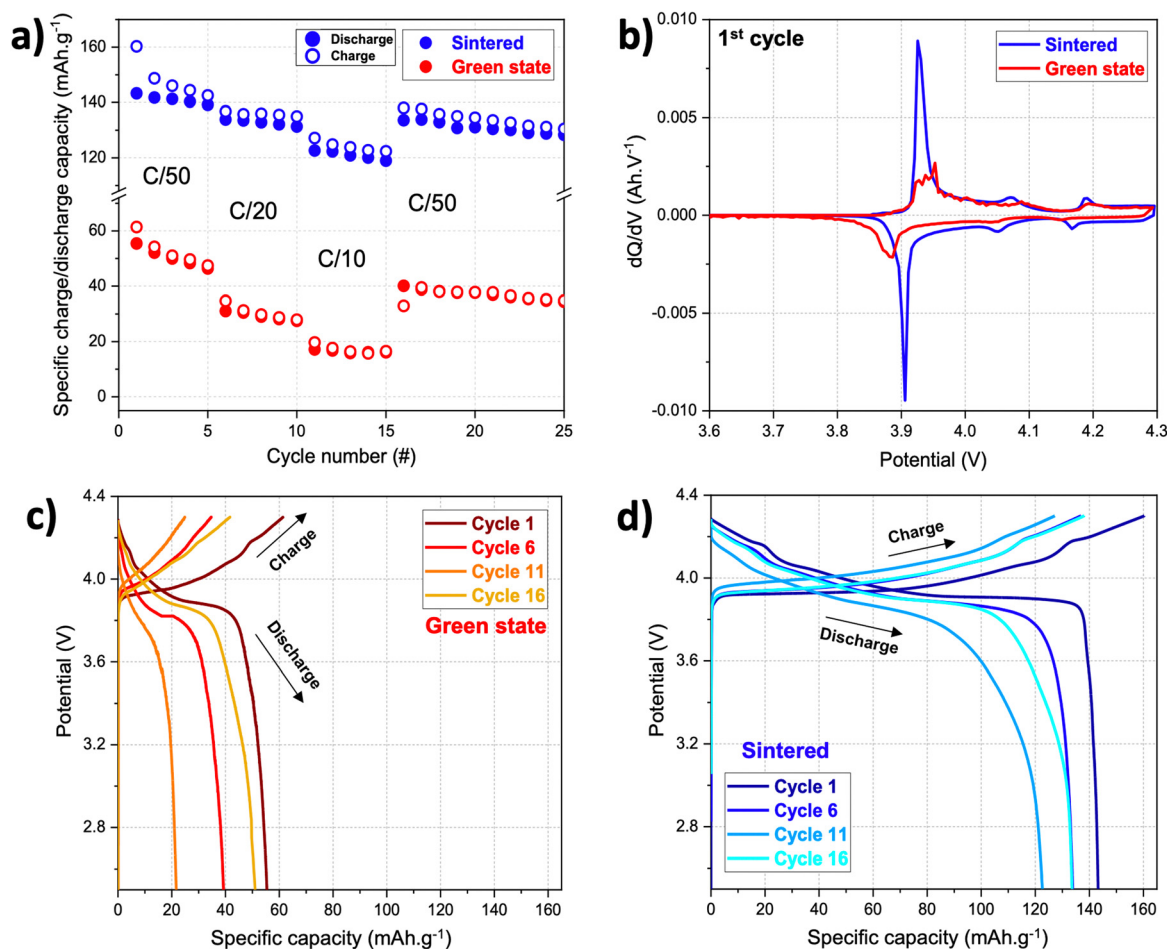 a)
Specific charge/discharge capacity (mAh.g⁻¹)
160
140
120
60
40
20
0
Discharge
Charge
Sintered
Green state
C/50
C/20
C/10
C/50
0 5 10 15 20 25
Cycle number (#)
b)
1st cycle
Sintered
Green state
dQ/dV (Ah.V⁻¹)
0.010
0.005
0.000
-0.005
-0.010
3.6 3.7 3.8 3.9 4.0 4.1 4.2 4.3
Potential (V)
c)
Potential (V)
4.4
4.0
3.6
3.2
2.8
Charge
Discharge
Cycle 1
Cycle 6
Cycle 11
Cycle 16
Green state
0 20 40 60 80 100 120 140 160
Specific capacity (mAh.g⁻¹)
d)
Potential (V)
4.4
4.0
3.6
3.2
2.8
Charge
Discharge
Sintered
Cycle 1
Cycle 6
Cycle 11
Cycle 16
0 20 40 60 80 100 120 140 160
Specific capacity (mAh.g⁻¹)